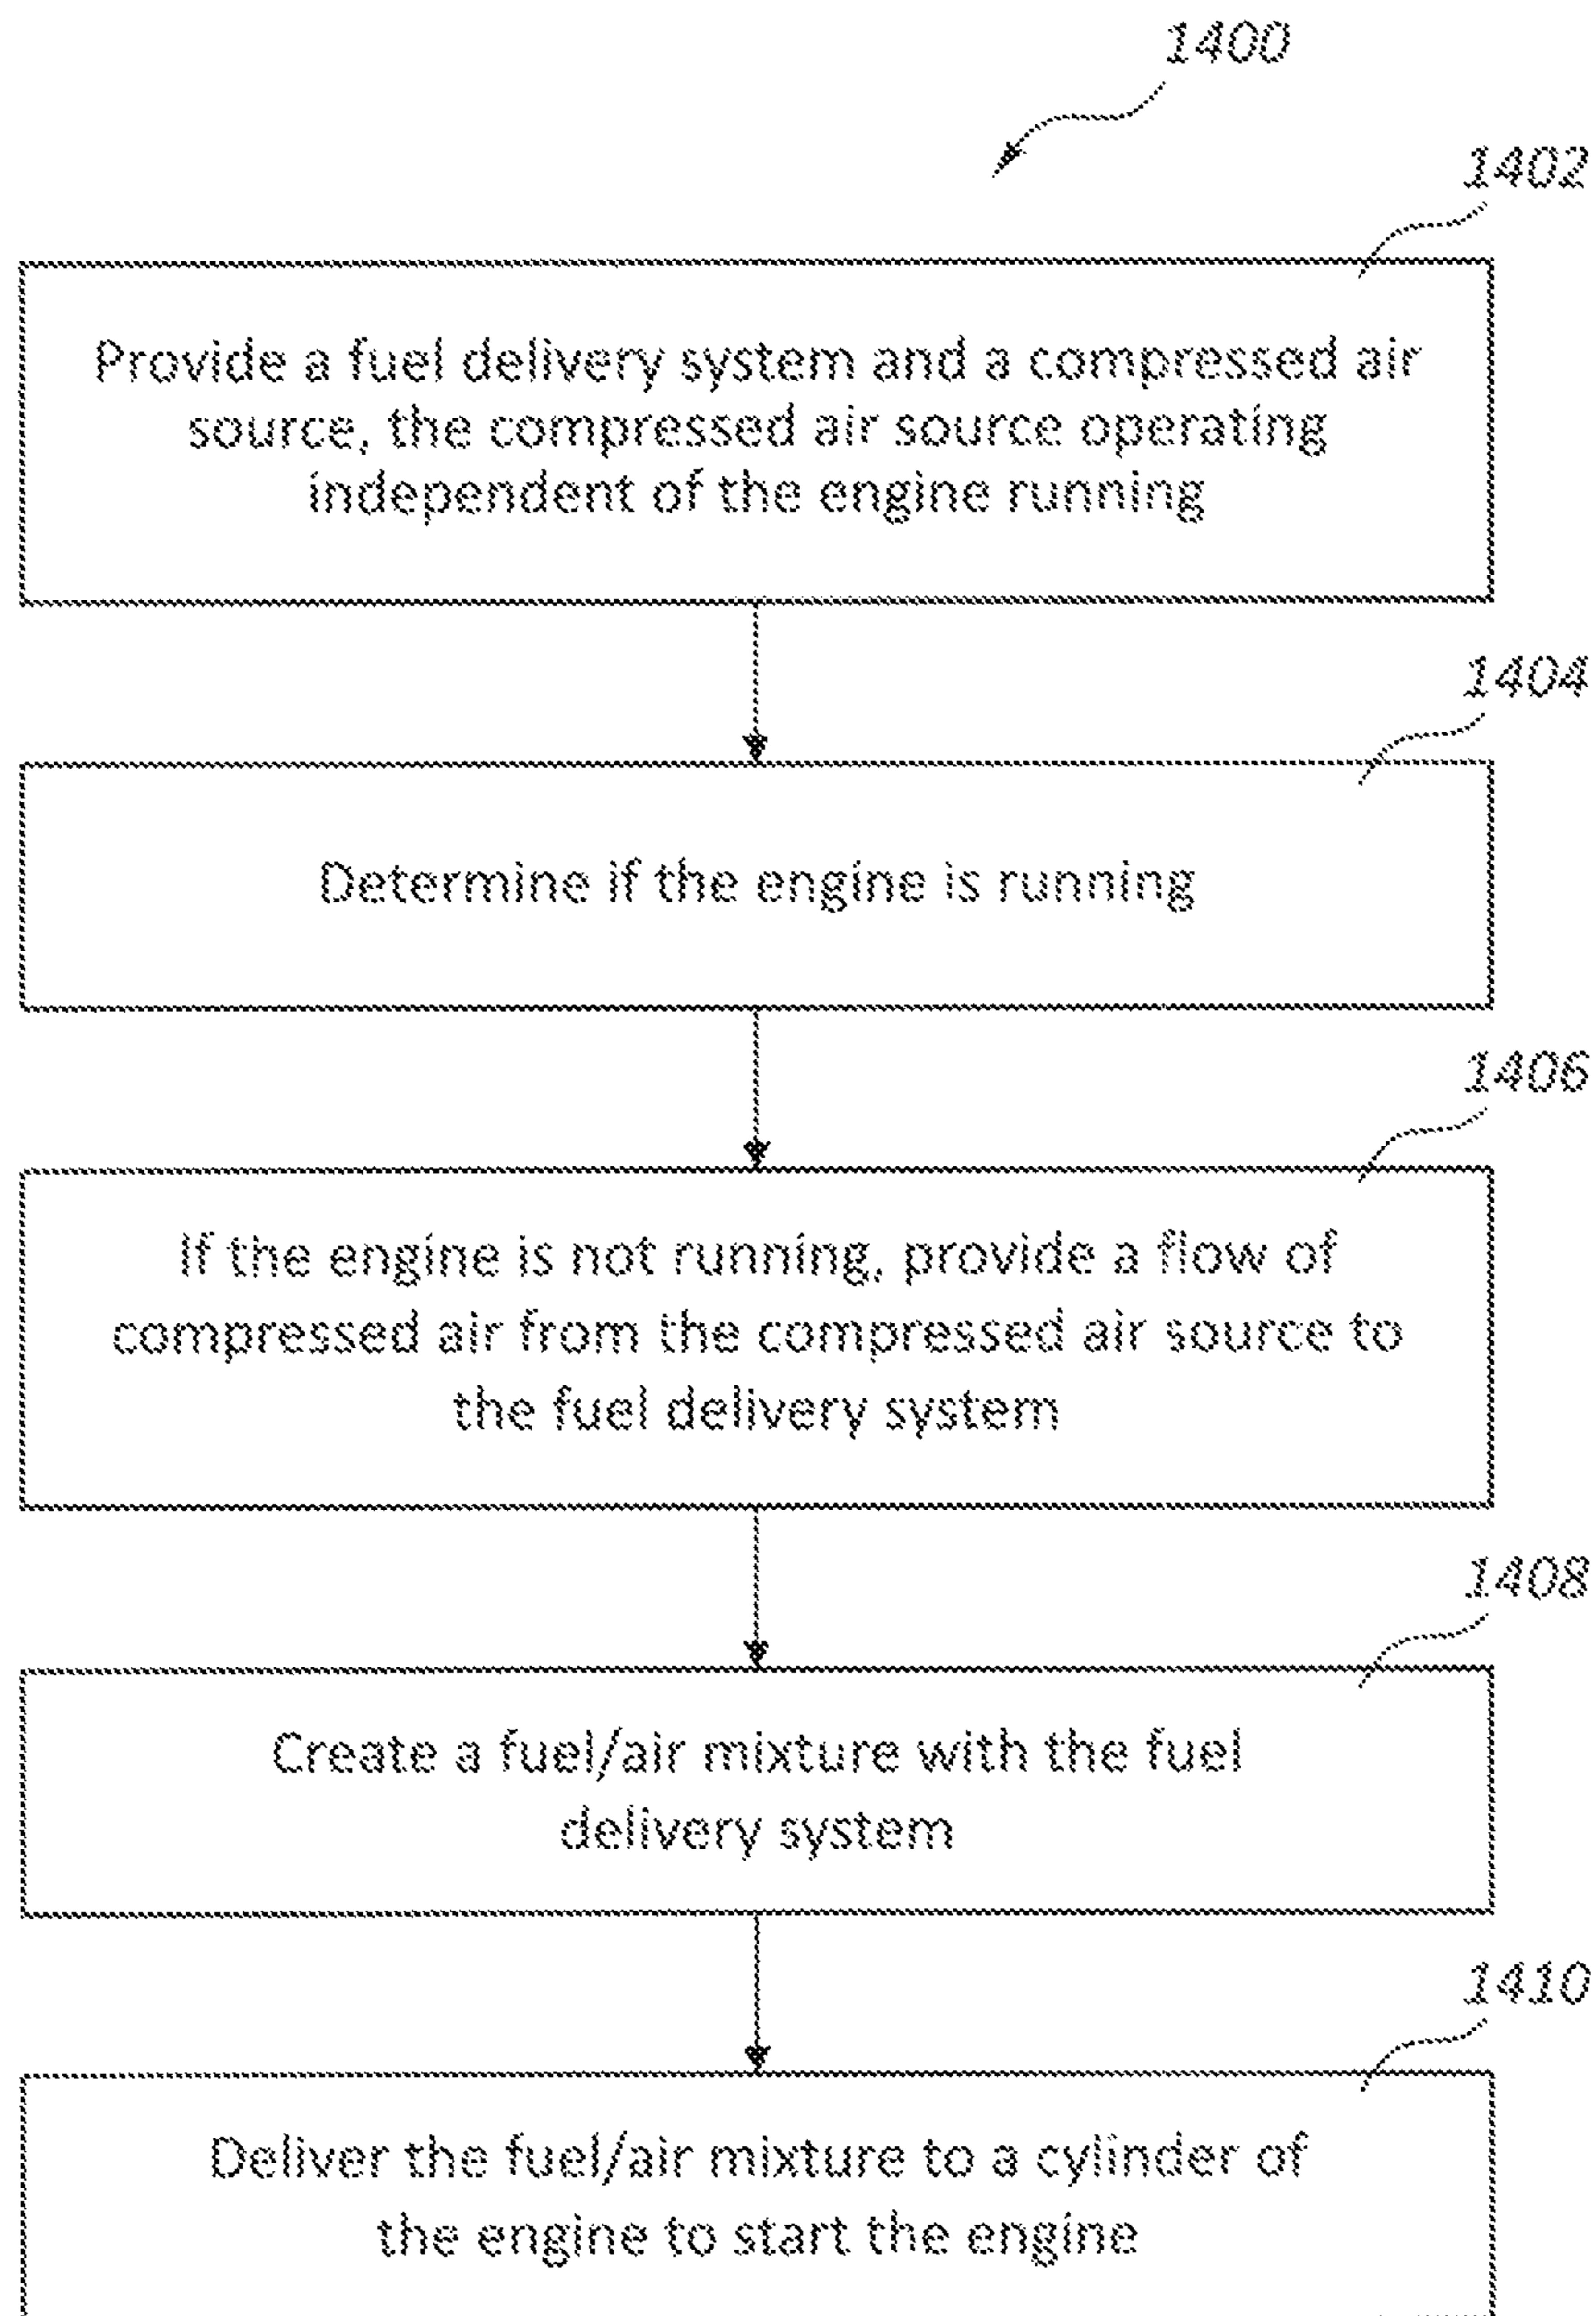 1400
1402
Provide a fuel delivery system and a compressed air
source, the compressed air source operating
independent of the engine running
1404
Determine if the engine is running
1406
If the engine is not running, provide a flow of
compressed air from the compressed air source to
the fuel delivery system
1408
Create a fuel/air mixture with the fuel
delivery system
1410
Deliver the fuel/air mixture to a cylinder of
the engine to start the engine